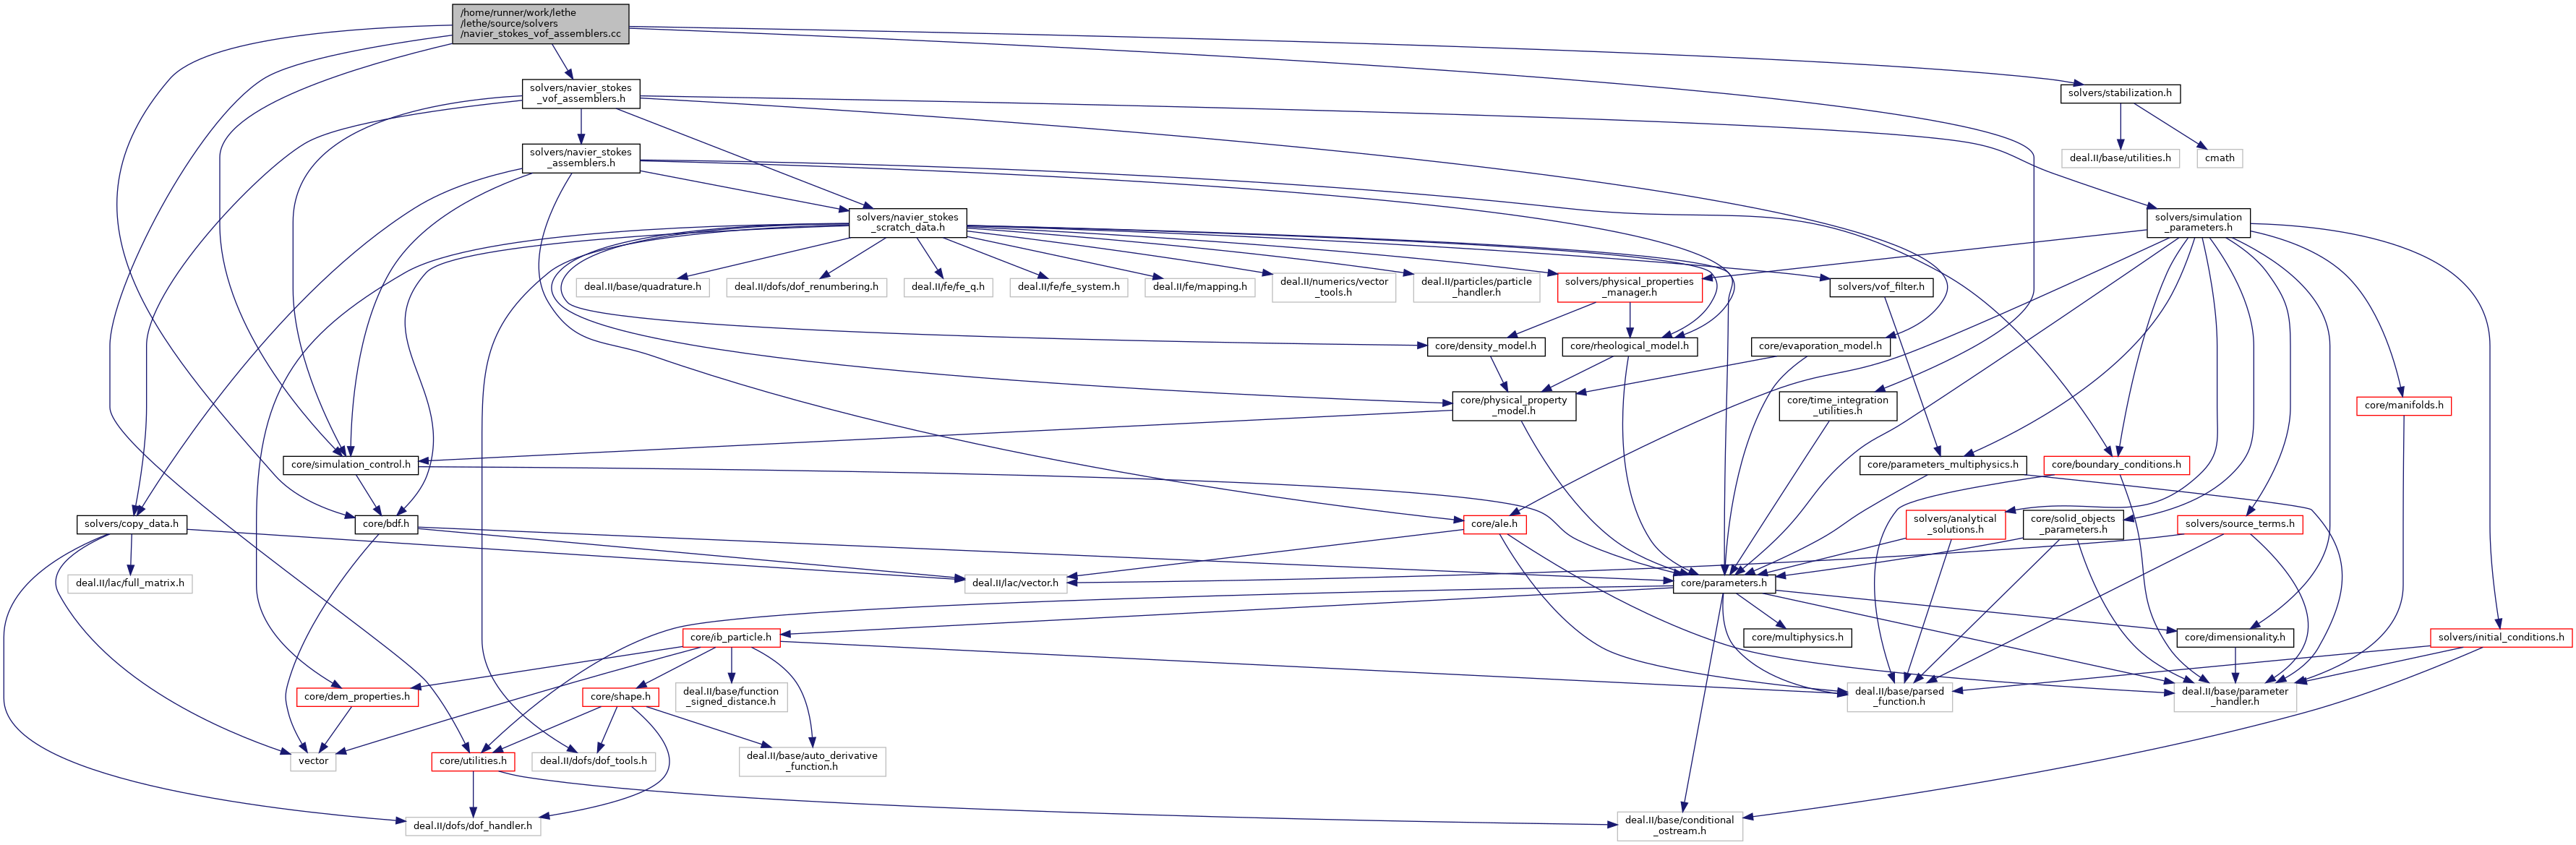 /home/runner/work/lethe
/lethe/source/solvers
/navier_stokes_vof_assemblers.cc
solvers/navier_stokes
_vof_assemblers.h
solvers/stabilization.h
solvers/navier_stokes
_assemblers.h
deal.II/base/utilities.h
cmath
solvers/navier_stokes
_scratch_data.h
solvers/simulation
_parameters.h
deal.II/base/quadrature.h
deal.II/dofs/dof_renumbering.h
deal.II/fe/fe_q.h
deal.II/fe/fe_system.h
deal.II/fe/mapping.h
deal.II/numerics/vector
_tools.h
deal.II/particles/particle
_handler.h
solvers/physical_properties
_manager.h
solvers/vof_filter.h
core/density_model.h
core/rheological_model.h
core/evaporation_model.h
core/physical_property
_model.h
core/time_integration
_utilities.h
core/manifolds.h
core/simulation_control.h
core/parameters_multiphysics.h
core/boundary_conditions.h
solvers/copy_data.h
core/bdf.h
core/ale.h
solvers/analytical
_solutions.h
core/solid_objects
_parameters.h
solvers/source_terms.h
deal.II/lac/full_matrix.h
deal.II/lac/vector.h
core/parameters.h
core/ib_particle.h
core/multiphysics.h
core/dimensionality.h
solvers/initial_conditions.h
core/dem_properties.h
core/shape.h
deal.II/base/function
_signed_distance.h
deal.II/base/parsed
_function.h
deal.II/base/parameter
_handler.h
vector
core/utilities.h
deal.II/dofs/dof_tools.h
deal.II/base/auto_derivative
_function.h
deal.II/dofs/dof_handler.h
deal.II/base/conditional
_ostream.h